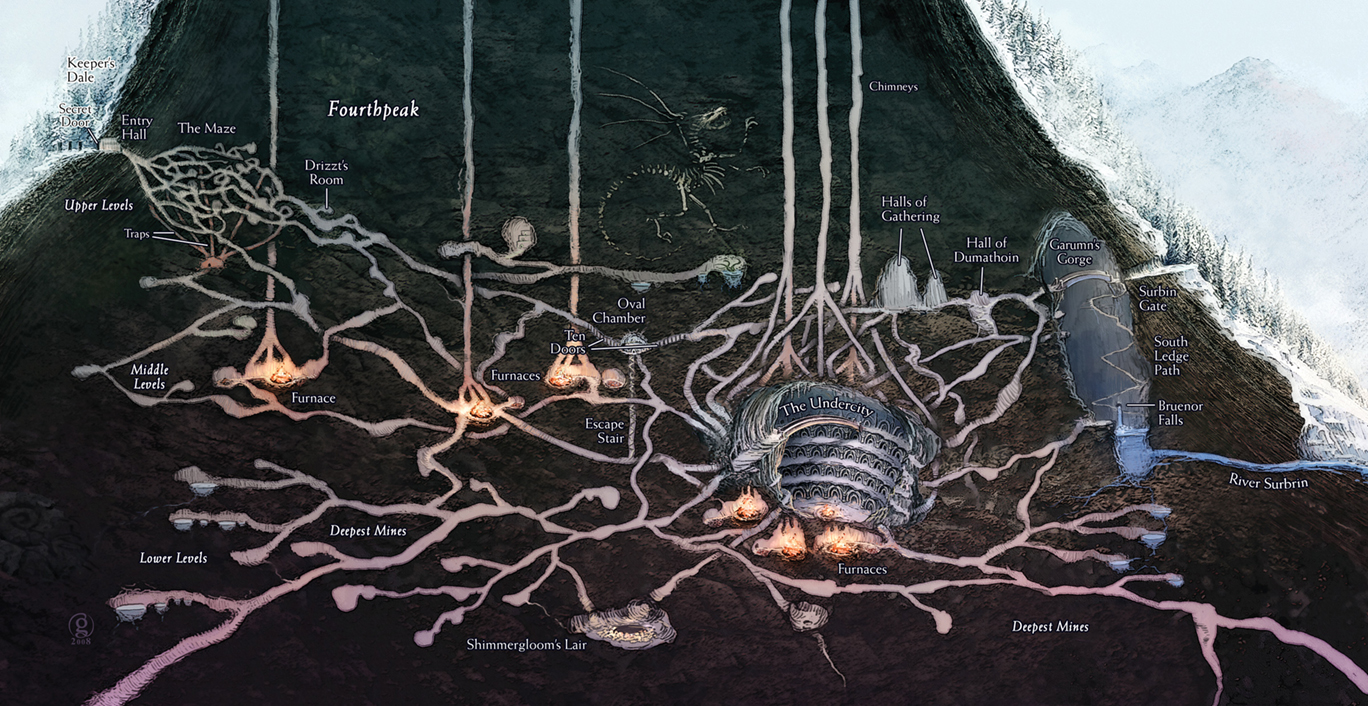 Keeper's
Dale
Secret
Door
Entry
Hall
The Maze
Fourthpeak
Chimneys
Drizzt's
Room
Upper Levels
Traps
Halls of
Gathering
Hall of
Dumathoin
Garumn's
Gorge
Surbin
Gate
Oval
Chamber
Ten
Doors
South
Ledge
Path
Middle
Levels
Furnaces
Furnace
The Undercity
Bruenor
Falls
Escape
Stair
River Surbrin
Deepest Mines
Lower Levels
Furnaces
Shimmergloom's Lair
Deepest Mines
g
2008